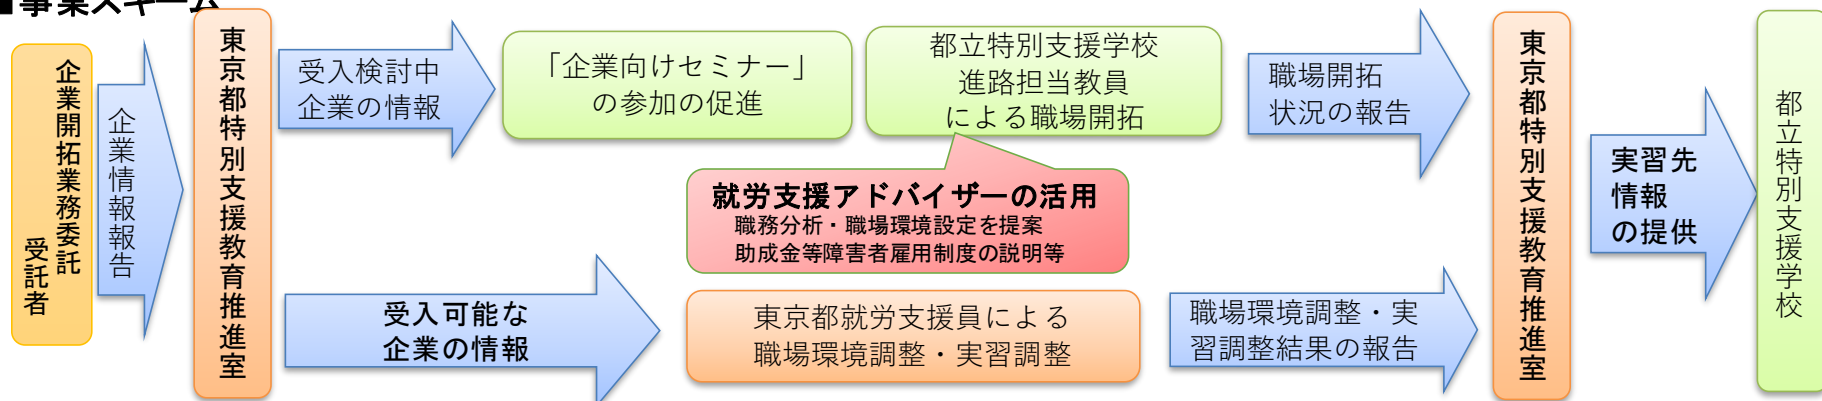 ■事業スキーム
企業開拓業務委託
受託者
企業情報報告
東京都特別支援教育推進室
受入検討中
企業の情報
「企業向けセミナー」
の参加の促進
都立特別支援学校
進路担当教員
による職場開拓
職場開拓
状況の報告
就労支援アドバイザーの活用
職務分析・職場環境設定を提案
助成金等障害者雇用制度の説明等
受入可能な
企業の情報
東京都就労支援員による
職場環境調整・実習調整
職場環境調整・実
習調整結果の報告
東京都特別支援教育推進室
実習先
情報
の提供
都立特別支援学校